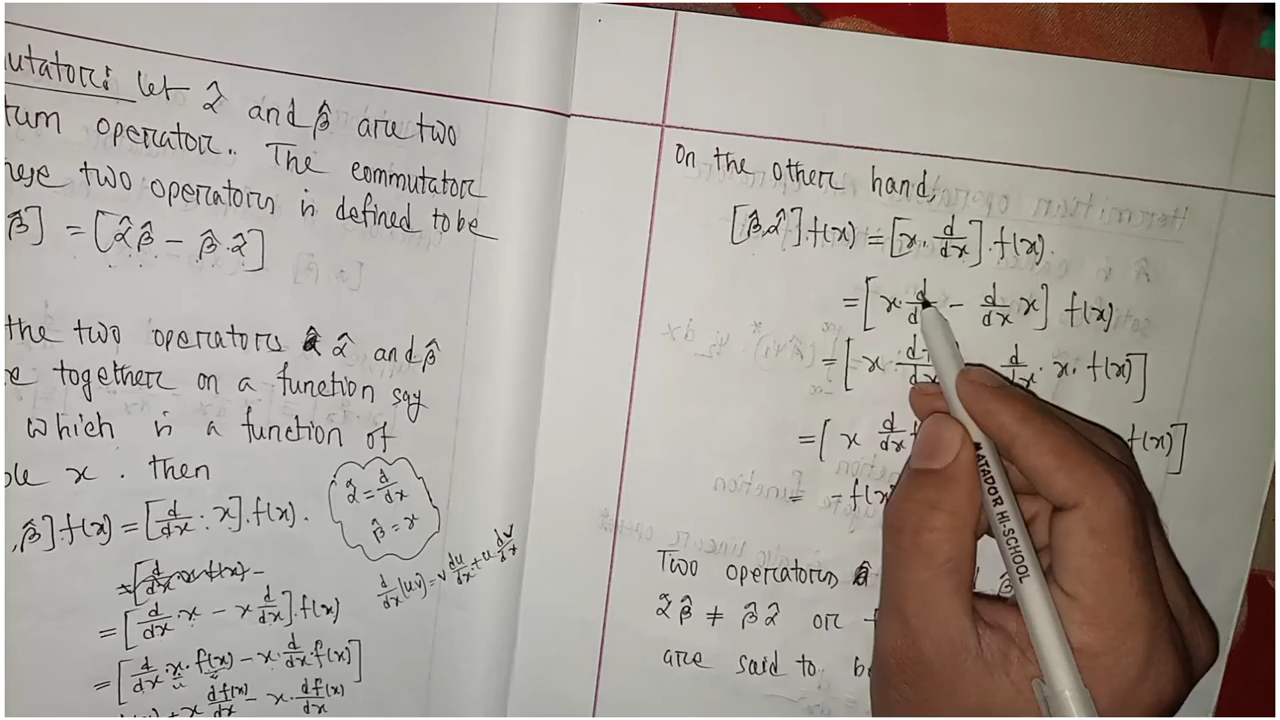 utator: let α̂ and β̂ are two
tum operator. The commutator
hese two operators is defined to be
β̂] = [α̂β̂ - β̂.α̂]
the two operators α̂ and β̂
e together on a function say
which is a function of
ble x. then
,β̂].f(x) = [d/dx : x].f(x).
α̂ = d/dx
β̂ = x
d/dx (u.v) = v du/dx + u dv/dx
= [d/dx.x f(x) -
= [d/dx.x - x d/dx].f(x)
= [d/dx.x.f(x) - x.d/dx.f(x)]
u v
+ x df(x)/dx - x.df(x)/dx
On the other hand,
[β̂,α̂].f(x) = [x. d/dx].f(x).
= [x.d/d - d/dx x] f(x)
= [x. d/dx . x. f(x)]
= [x d/dx f(x)]
= -f(x
Two operators
α̂β̂ ≠ β̂α̂ or
are said to b
MATADOR HI-SCHOOL